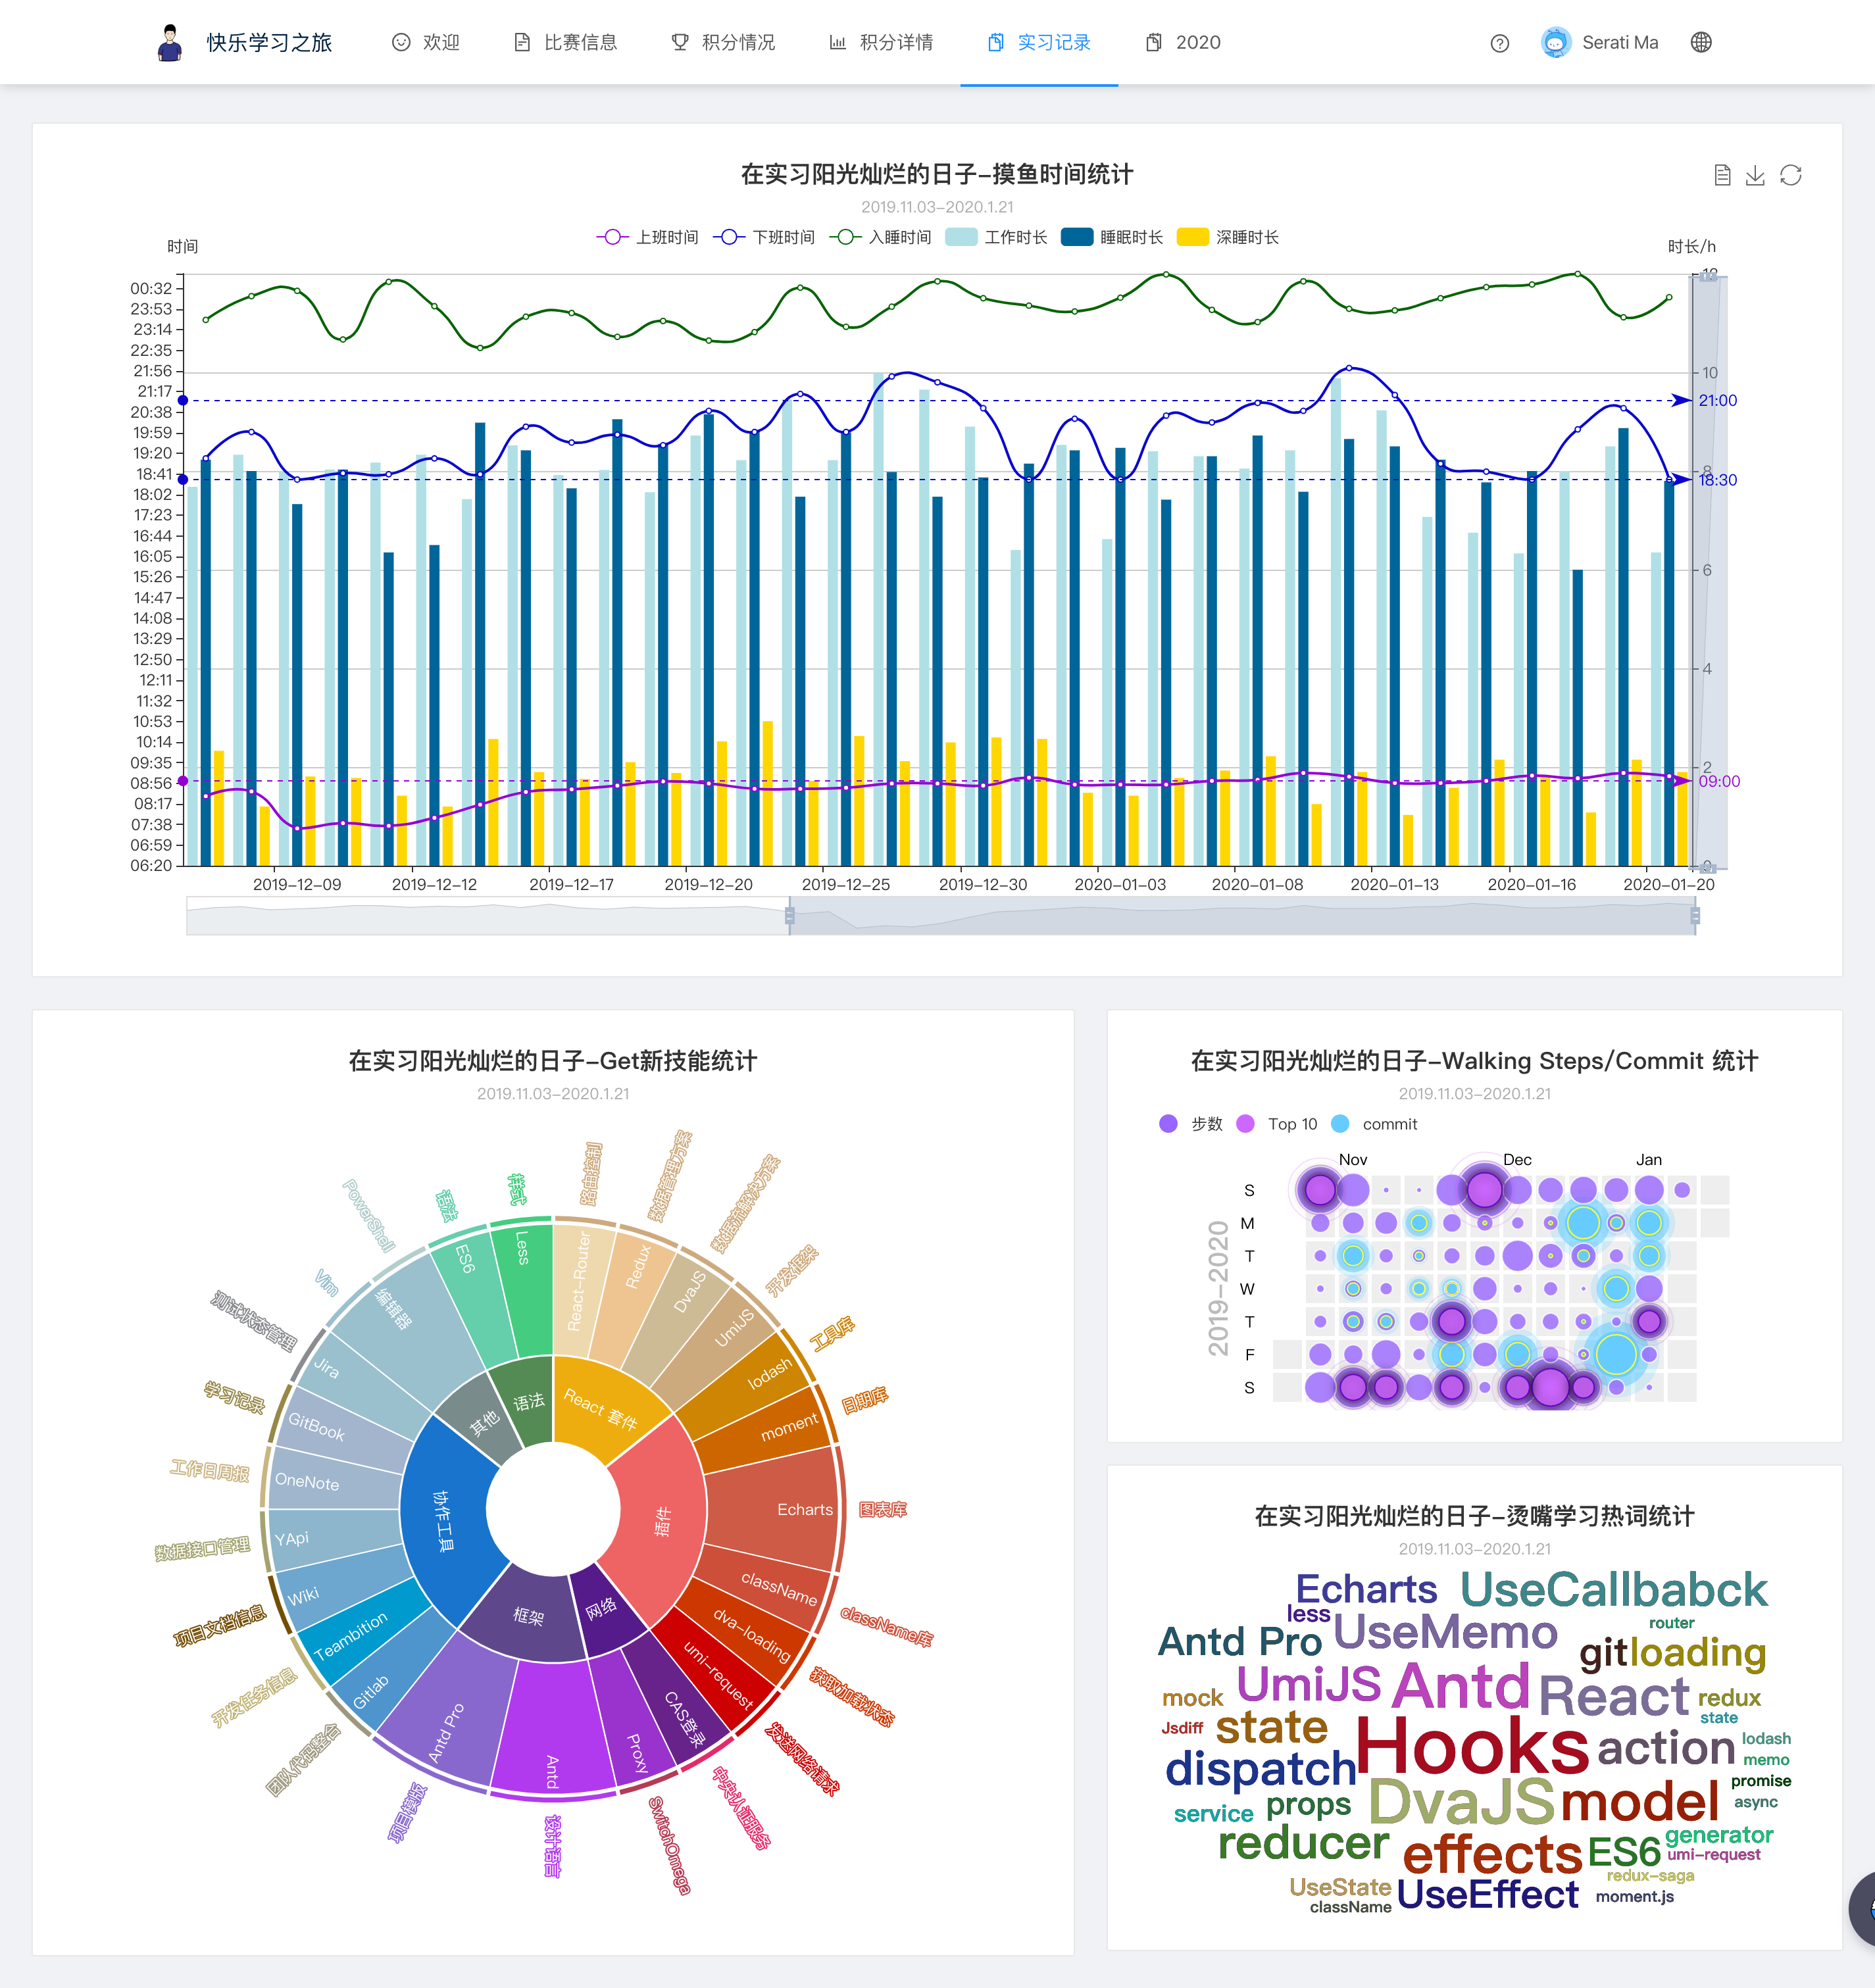 快乐学习之旅 欢迎 比赛信息 积分情况 积分详情 实习记录 2020 Serati Ma
在实习阳光灿烂的日子-摸鱼时间统计
2019.11.03-2020.1.21
上班时间 下班时间 入睡时间 工作时长 睡眠时长 深睡时长
时间
时长/h
00:32
23:53
23:14
22:35
21:56
21:17
20:38
19:59
19:20
18:41
18:02
17:23
16:44
16:05
15:26
14:47
14:08
13:29
12:50
12:11
11:32
10:53
10:14
09:35
08:56
08:17
07:38
06:59
06:20
12
10
21:00
8
18:30
6
4
2
09:00
0
2019-12-09 2019-12-12 2019-12-17 2019-12-20 2019-12-25 2019-12-30 2020-01-03 2020-01-08 2020-01-13 2020-01-16 2020-01-20
在实习阳光灿烂的日子-Get新技能统计
2019.11.03-2020.1.21
React 套件
插件
网络
框架
协作工具
其他
语法
React-Router
Redux
DvaJS
UmiJS
lodash
moment
Echarts
className
dva-loading
umi-request
CAS登录
Proxy
Antd
Antd Pro
Gitlab
Teambition
Wiki
YApi
OneNote
GitBook
Jira
编辑器
ES6
Less
路由控制
数据管理方案
数据流解决方案
开发框架
工具库
日期库
图表库
className库
获取加载状态
发送网络请求
中央认证服务
SwitchOmega
设计语言
项目模版
团队代码整合
开发任务信息
项目文档信息
数据接口管理
工作日周报
学习记录
测试状态管理
Vim
PowerShell
语法
样式
在实习阳光灿烂的日子-Walking Steps/Commit 统计
2019.11.03-2020.1.21
步数 Top 10 commit
Nov Dec Jan
2019-2020
S
M
T
W
T
F
S
在实习阳光灿烂的日子-烫嘴学习热词统计
2019.11.03-2020.1.21
Echarts UseCallbabck
less
router
Antd Pro UseMemo
git loading
UmiJS Antd React
mock redux
state
Jsdiff state
Hooks action lodash
dispatch
memo
promise
DvaJS model
service props async
reducer effects ES6 generator
umi-request
redux-saga
UseState UseEffect moment.js
className